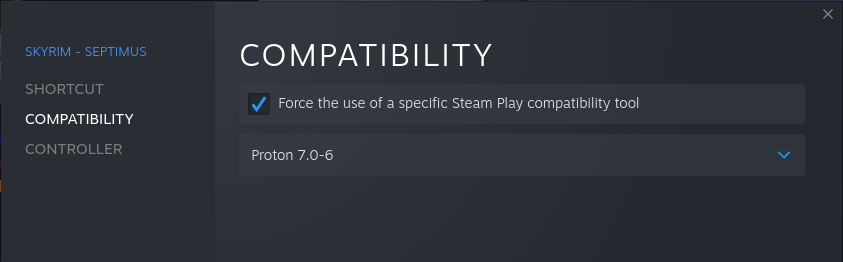 SKYRIM - SEPTIMUS
SHORTCUT
COMPATIBILITY
CONTROLLER
COMPATIBILITY
Force the use of a specific Steam Play compatibility tool
Proton 7.0-6